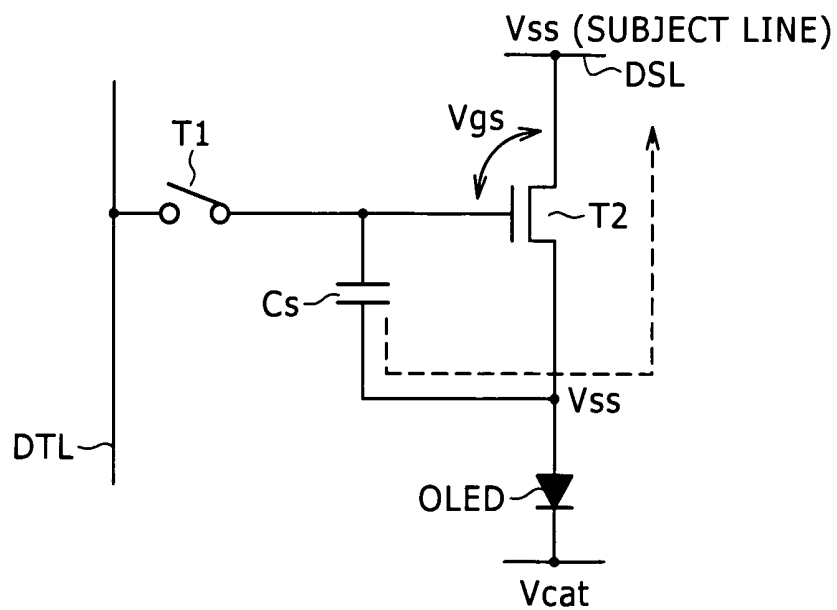 Vss (SUBJECT LINE)
DSL
Vgs
T1
T2
Cs
Vss
DTL
OLED
Vcat